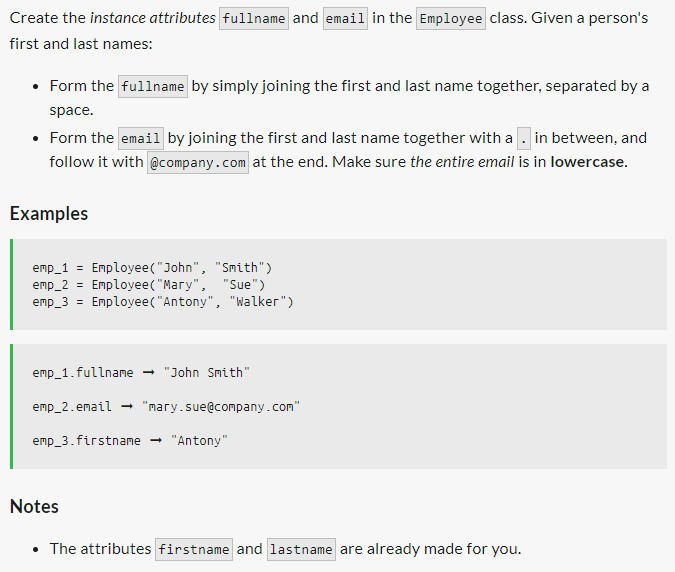 Create the instance attributes fullname and email in the Employee class. Given a person's
first and last names:
• Form the fullname by simply joining the first and last name together, separated by a
space.
• Form the email by joining the first and last name together with a . in between, and
follow it with @company.com at the end. Make sure the entire email is in lowercase.
Examples
emp_1 = Employee("John", "Smith")
emp_2 = Employee("Mary",  "Sue")
emp_3 = Employee("Antony", "Walker")
emp_1.fullname ➞ "John Smith"
emp_2.email ➞ "mary.sue@company.com"
emp_3.firstname ➞ "Antony"
Notes
• The attributes firstname and lastname are already made for you.